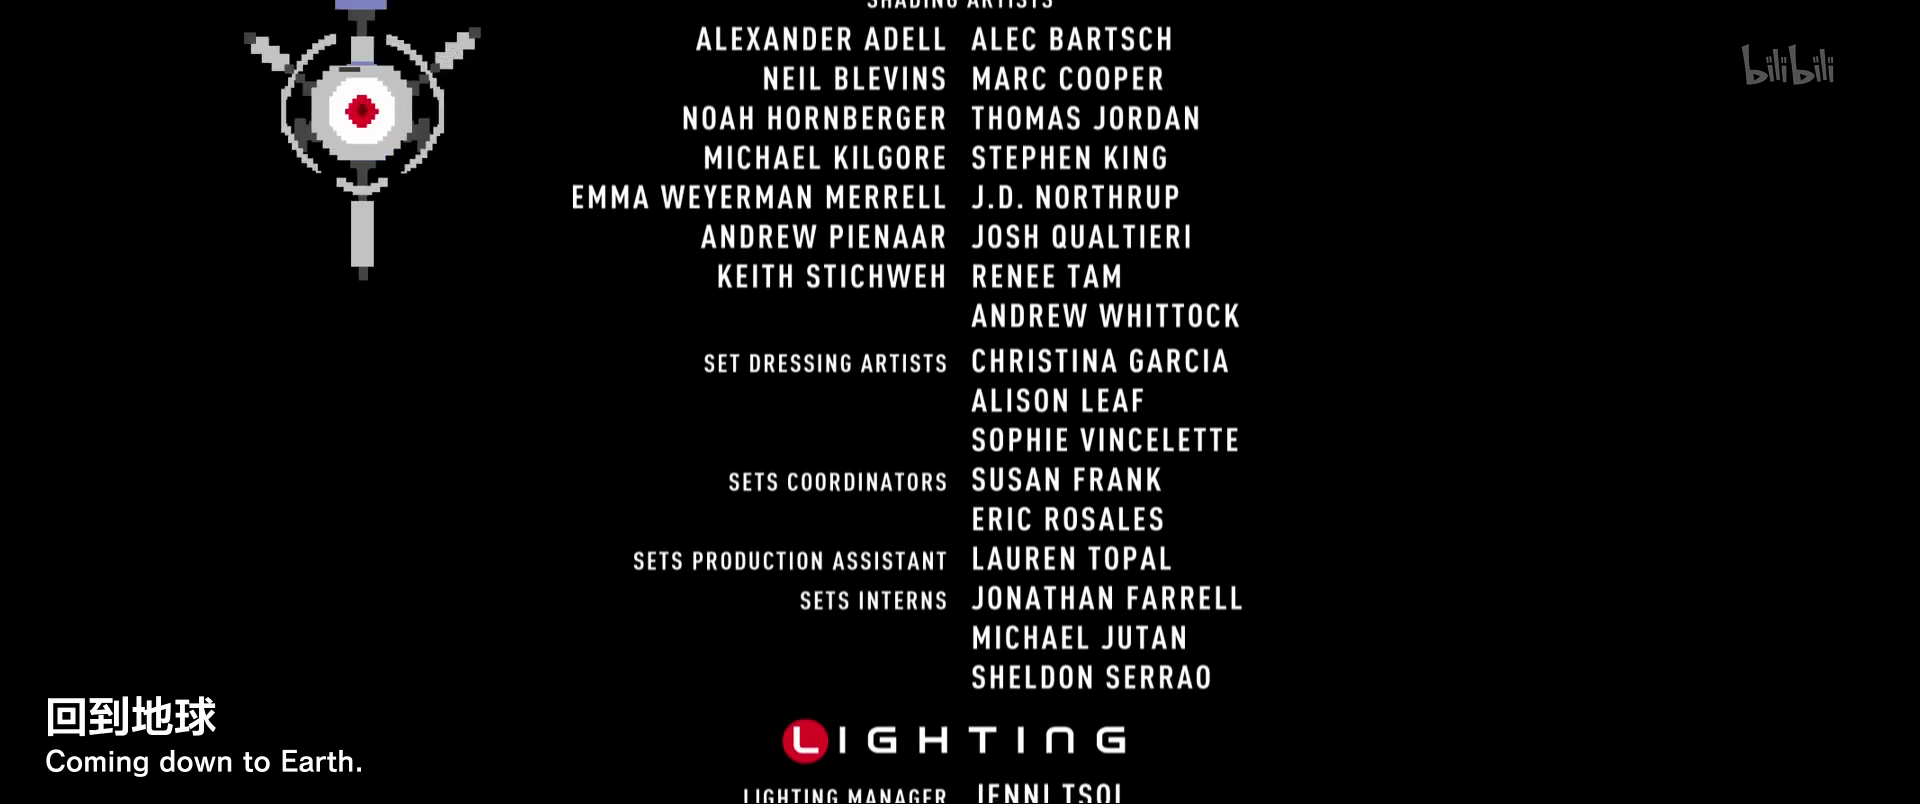 SHADING ARTISTS
bilibili
ALEXANDER ADELL ALEC BARTSCH
NEIL BLEVINS MARC COOPER
NOAH HORNBERGER THOMAS JORDAN
MICHAEL KILGORE STEPHEN KING
EMMA WEYERMAN MERRELL J.D. NORTHRUP
ANDREW PIENAAR JOSH QUALTIERI
KEITH STICHWEH RENEE TAM
ANDREW WHITTOCK
SET DRESSING ARTISTS CHRISTINA GARCIA
ALISON LEAF
SOPHIE VINCELETTE
SETS COORDINATORS SUSAN FRANK
ERIC ROSALES
SETS PRODUCTION ASSISTANT LAUREN TOPAL
SETS INTERNS JONATHAN FARRELL
MICHAEL JUTAN
SHELDON SERRAO
LIGHTING
LIGHTING MANAGER JENNI TSOI
回到地球
Coming down to Earth.